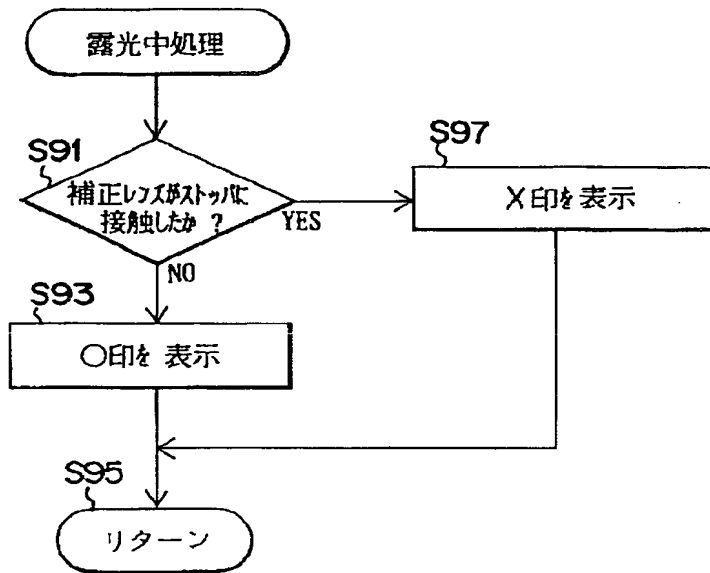 露光中処理
S91
補正レンズがストッパに
接触したか ?
YES
NO
S97
X印を表示
S93
○印を 表示
S95
リターン